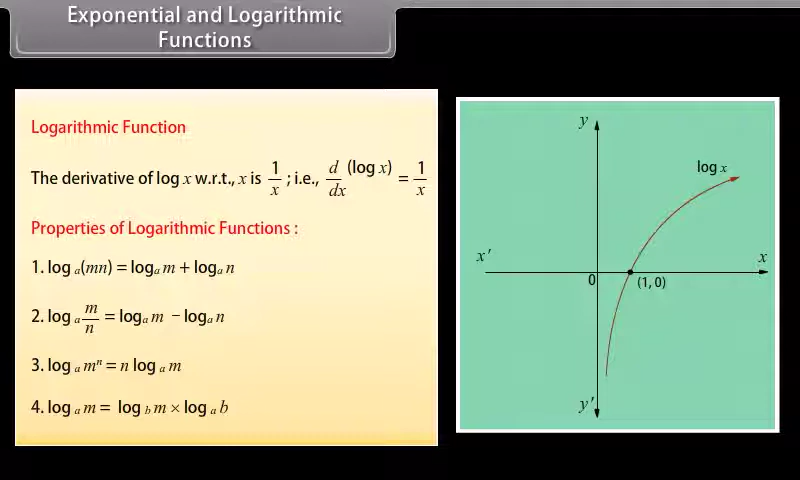 Exponential and Logarithmic
Functions
Logarithmic Function
The derivative of log x w.r.t., x is 1/x ; i.e., d/dx (log x) = 1/x
Properties of Logarithmic Functions :
1. log a(mn) = loga m + loga n
2. log a m/n = loga m − loga n
3. log a mⁿ = n log a m
4. log a m = log b m × log a b
y
log x
x'
x
0
(1, 0)
y'